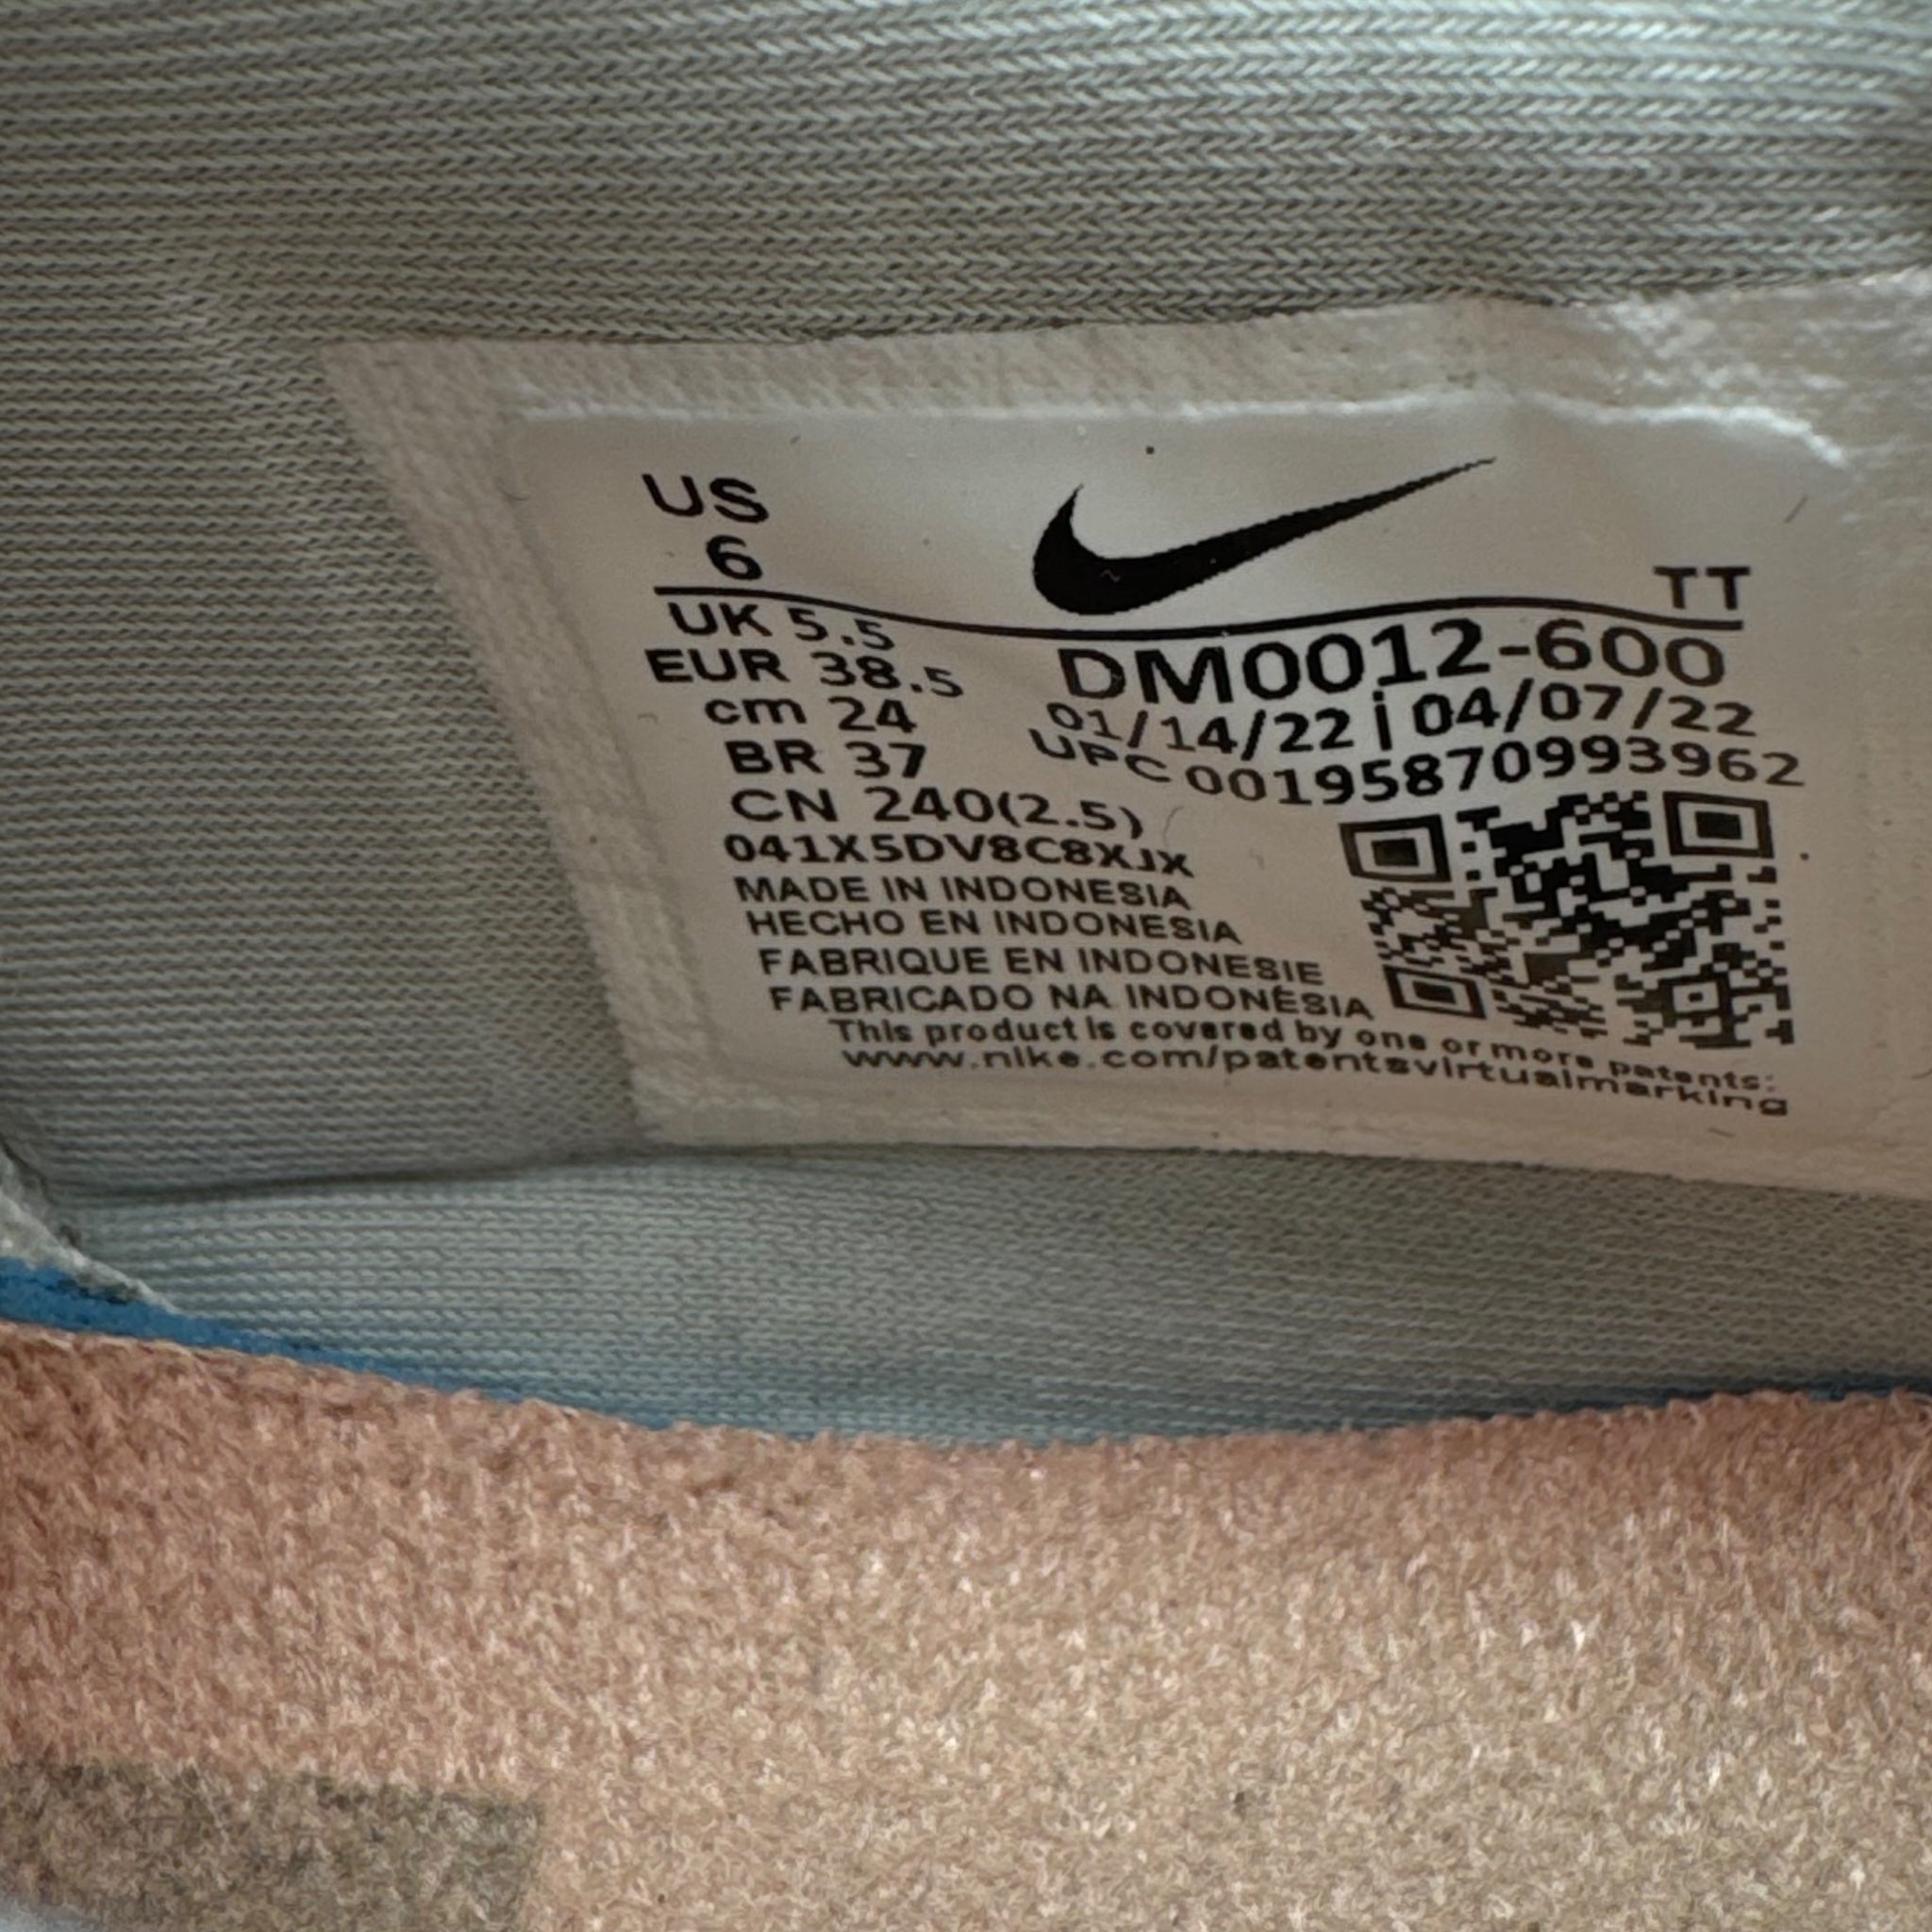 US
6
TT
UK 5.5
EUR 38.5
cm 24
BR 37
CN 240(2.5)
DM0012-600
01/14/22 | 04/07/22
UPC 00195870993962
041X5DV8C8XJX
MADE IN INDONESIA
HECHO EN INDONESIA
FABRIQUE EN INDONESIE
FABRICADO NA INDONÉSIA
This product is covered by one or more patents:
www.nike.com/patentsvirtualmarking